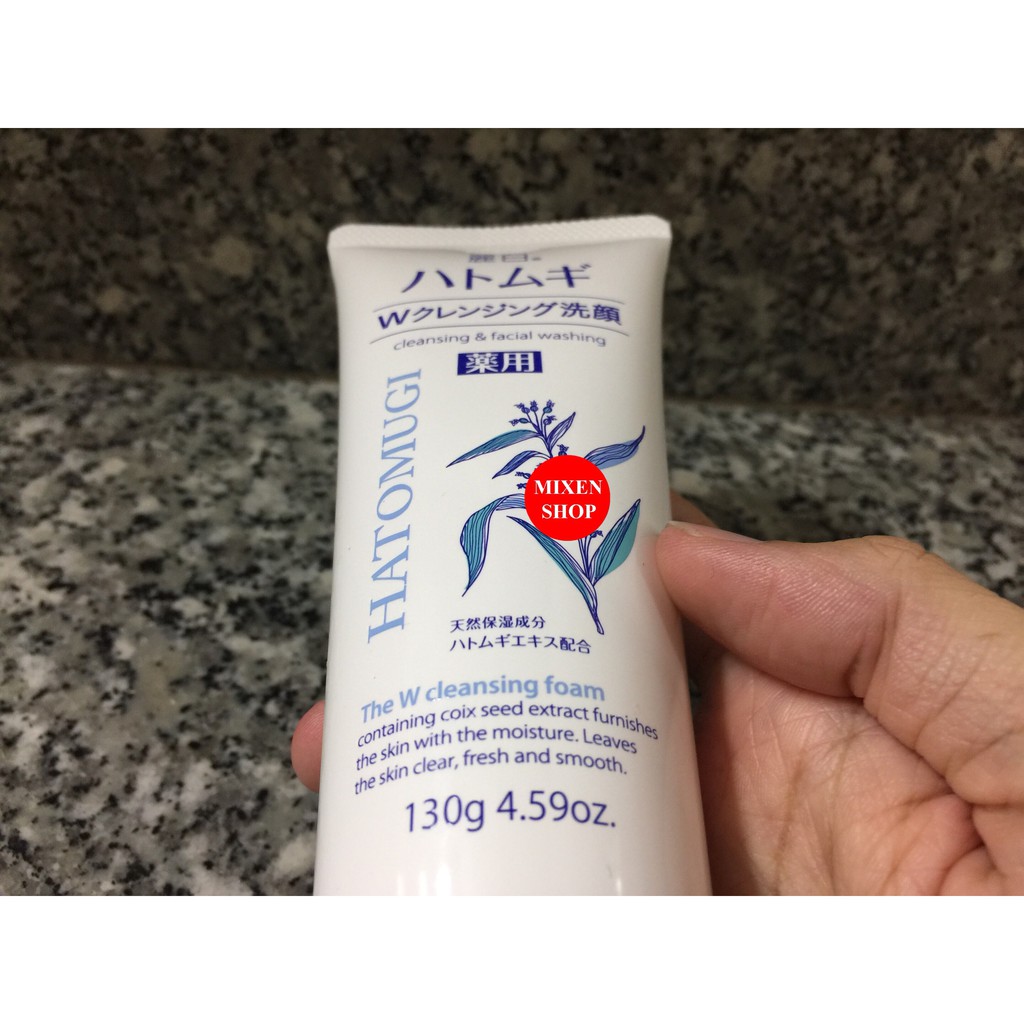 麗白®
ハトムギ
Wクレンジング洗顔
cleansing & facial washing
薬用
HATOMUGI
MIXEN
SHOP
天然保湿成分
ハトムギエキス配合
The W cleansing foam
containing coix seed extract furnishes
the skin with the moisture. Leaves
the skin clear, fresh and smooth.
130g 4.59oz.